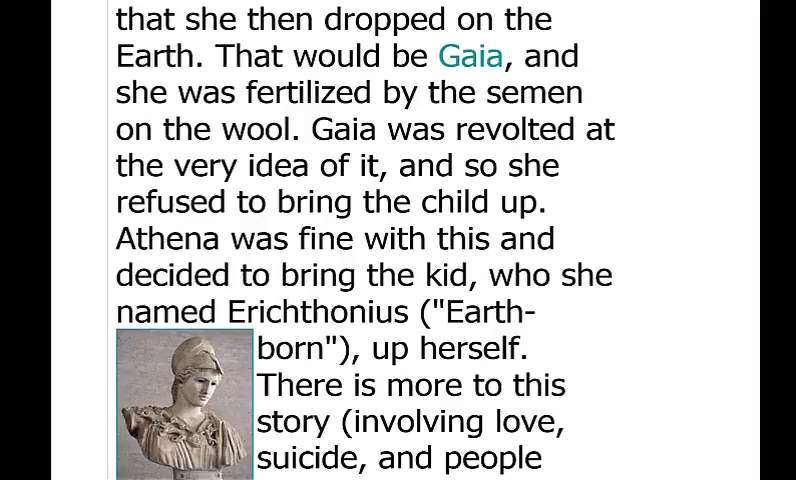 that she then dropped on the
Earth. That would be Gaia, and
she was fertilized by the semen
on the wool. Gaia was revolted at
the very idea of it, and so she
refused to bring the child up.
Athena was fine with this and
decided to bring the kid, who she
named Erichthonius ("Earth-
born"), up herself.
There is more to this
story (involving love,
suicide, and people